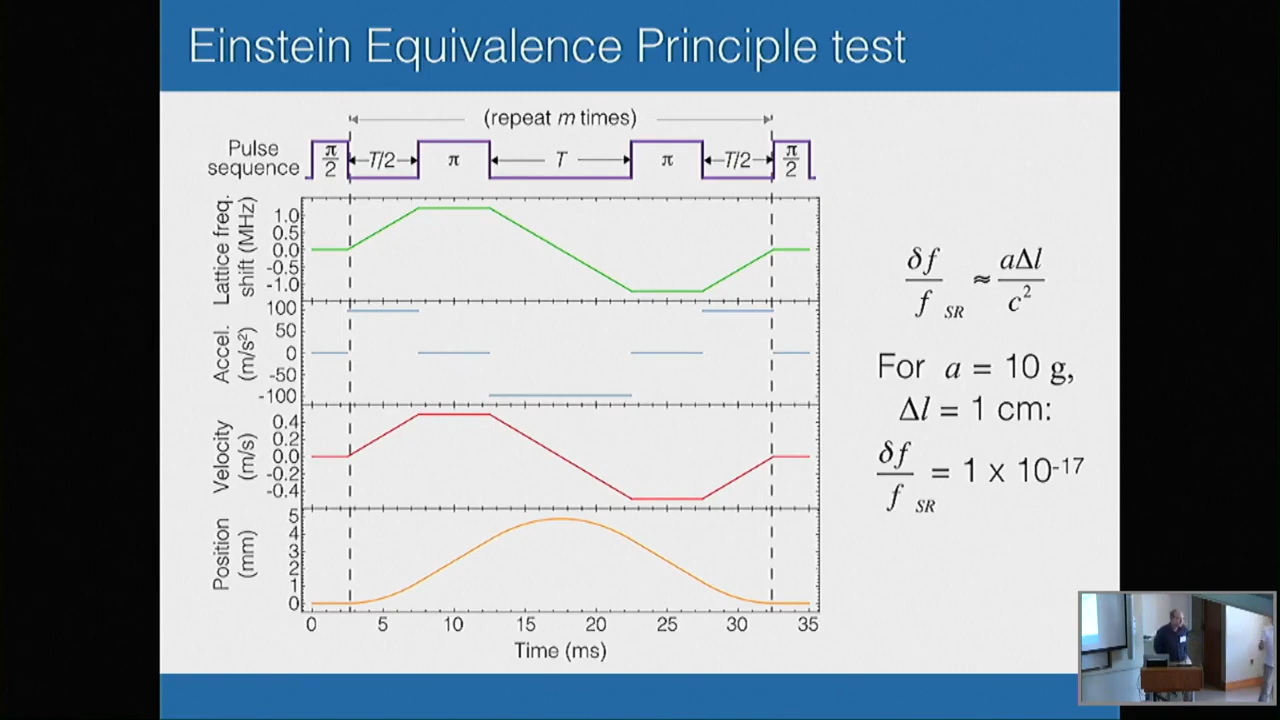 Einstein Equivalence Principle test
(repeat m times)
Pulse sequence
π/2 T/2 π T π T/2 π/2
Lattice freq. shift (MHz)
1.0
0.5
0.0
-0.5
-1.0
Accel. (m/s²)
100
50
0
-50
-100
Velocity (m/s)
0.4
0.2
0.0
-0.2
-0.4
Position (mm)
5
4
3
2
1
0
0 5 10 15 20 25 30 35
Time (ms)
δf/f SR ≈ aΔl/c²
For a = 10 g,
Δl = 1 cm:
δf/f SR = 1 x 10⁻¹⁷